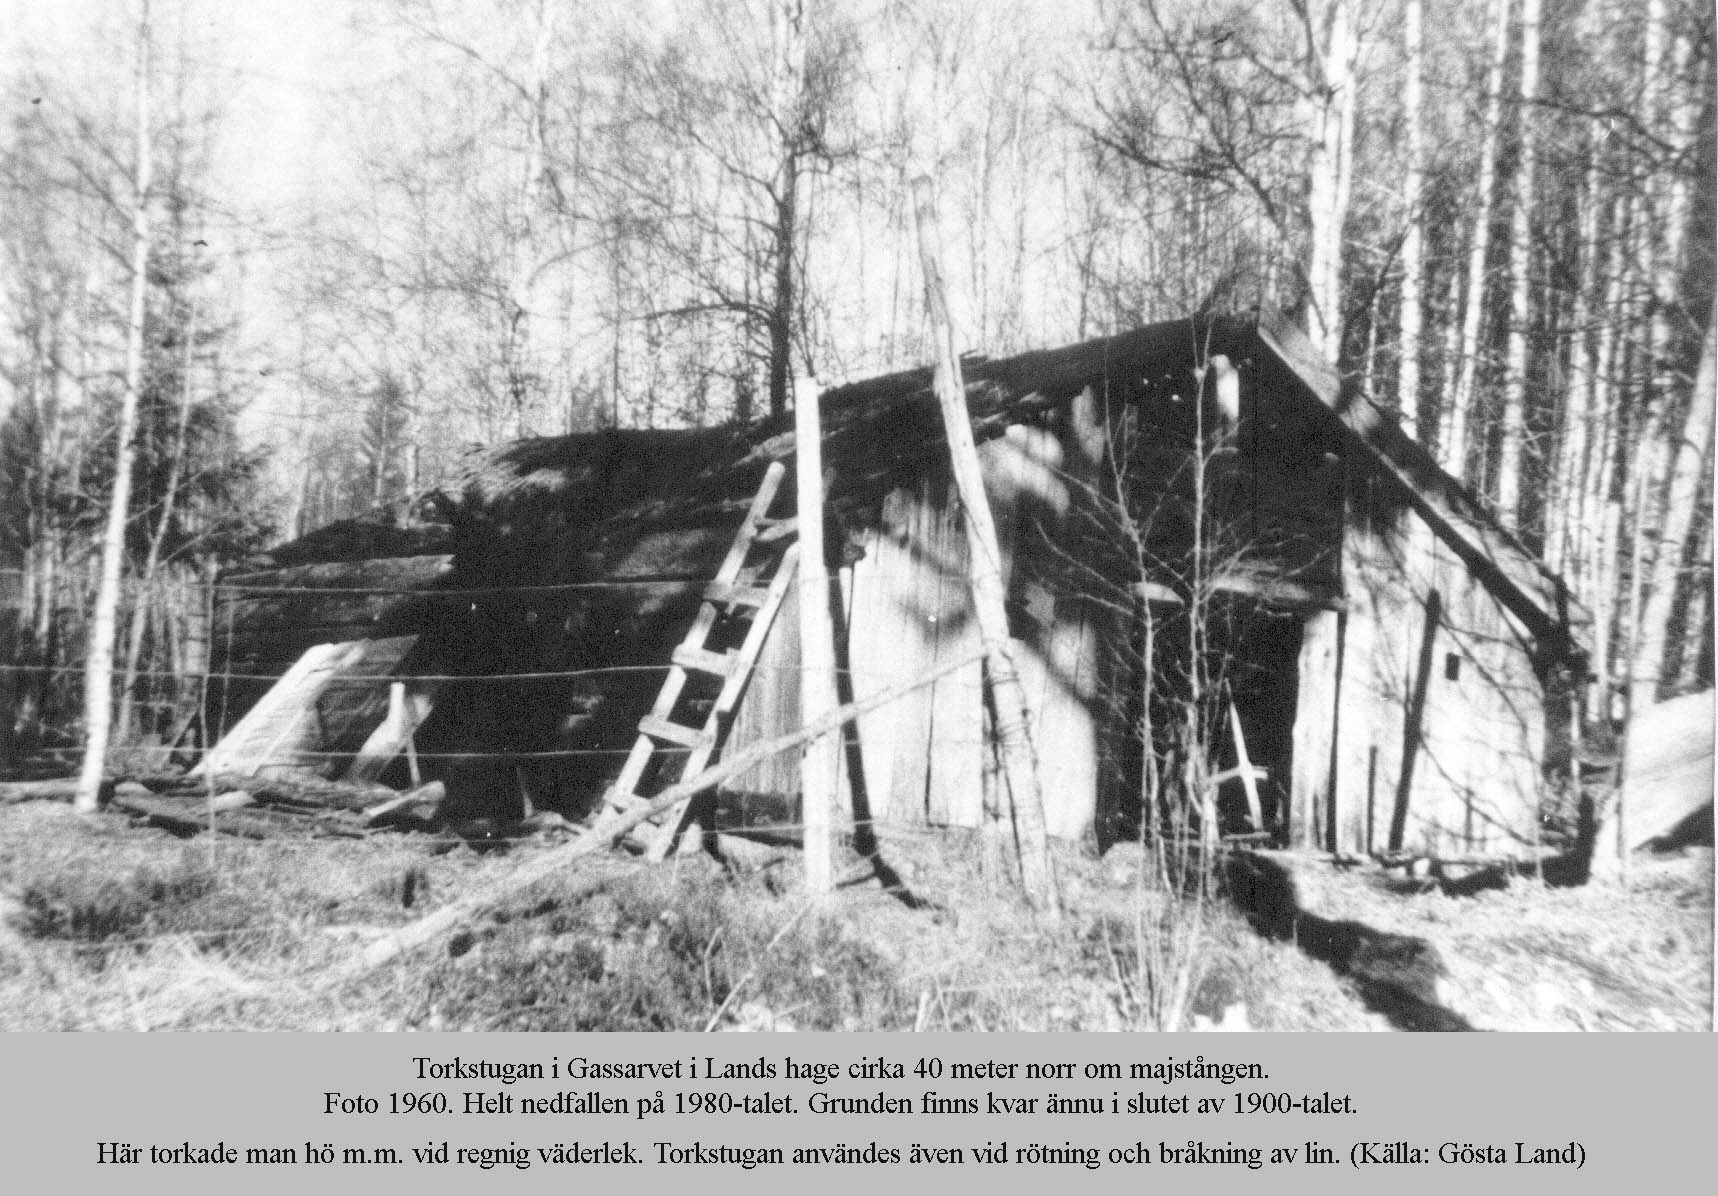 Torkstugan i Gassarvet i Lands hage cirka 40 meter norr om majstången.
Foto 1960. Helt nedfallen på 1980-talet. Grunden finns kvar ännu i slutet av 1900-talet.
Här torkade man hö m.m. vid regnig väderlek. Torkstugan användes även vid rötning och bråkning av lin. (Källa: Gösta Land)